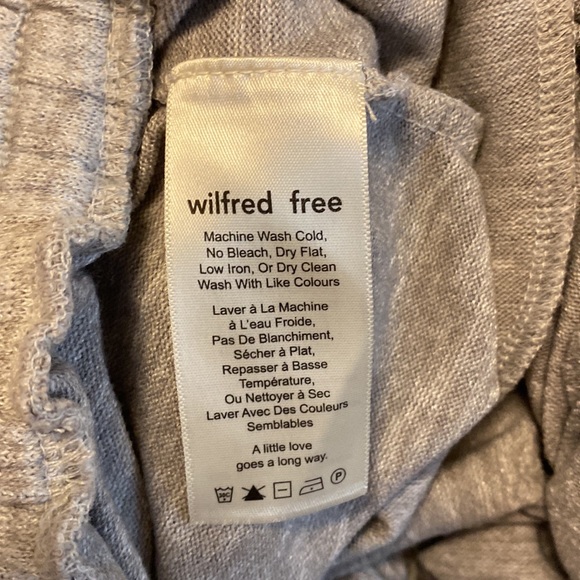 wilfred free
Machine Wash Cold,
No Bleach, Dry Flat,
Low Iron, Or Dry Clean
Wash With Like Colours
Laver à La Machine
à L'eau Froide,
Pas De Blanchiment,
Sécher à Plat,
Repasser à Basse
Température,
Ou Nettoyer à Sec
Laver Avec Des Couleurs
Semblables
A little love
goes a long way.
30C P